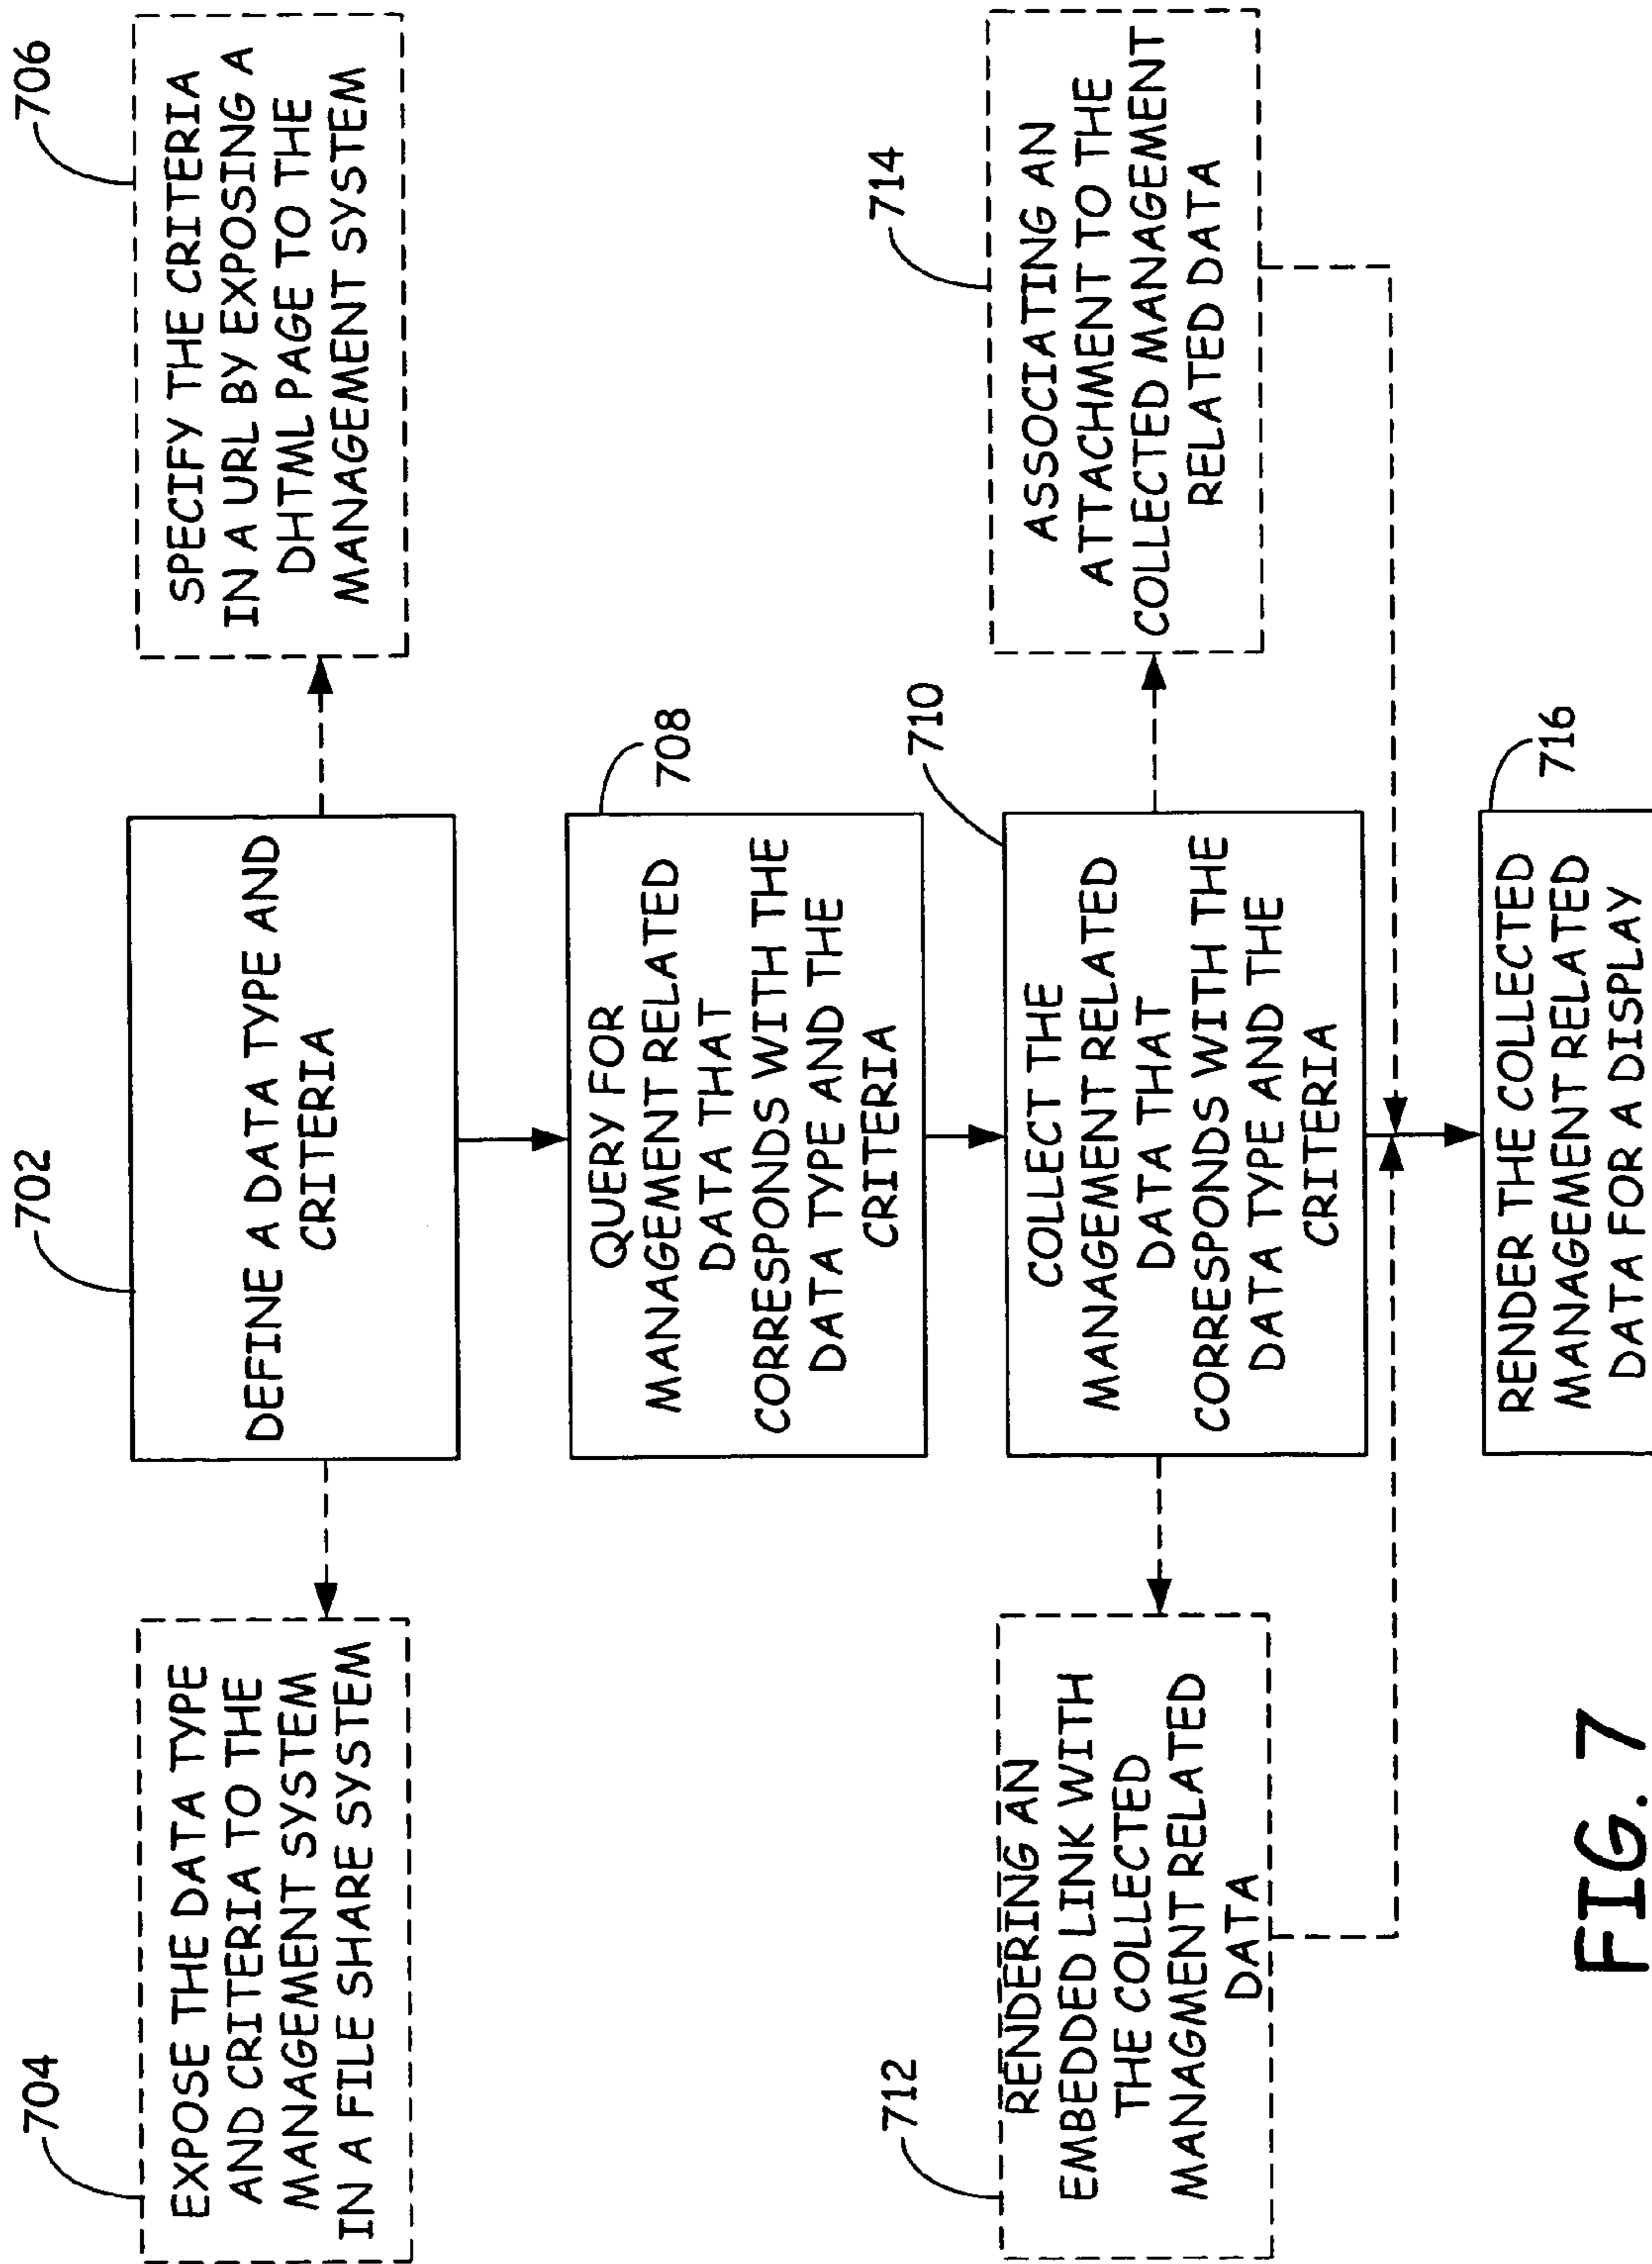 702
DEFINE A DATA TYPE AND
CRITERIA
704
EXPOSE THE DATA TYPE
AND CRITERIA TO THE
MANAGEMENT SYSTEM
IN A FILE SHARE SYSTEM
706
SPECIFY THE CRITERIA
IN A URL BY EXPOSING A
DHTML PAGE TO THE
MANAGEMENT SYSTEM
708
QUERY FOR
MANAGEMENT RELATED
DATA THAT
CORRESPONDS WITH THE
DATA TYPE AND THE
CRITERIA
710
COLLECT THE
MANAGEMENT RELATED
DATA THAT
CORRESPONDS WITH THE
DATA TYPE AND THE
CRITERIA
712
RENDERING AN
EMBEDDED LINK WITH
THE COLLECTED
MANAGMENT RELATED
DATA
714
ASSOCIATING AN
ATTACHMENT TO THE
COLLECTED MANAGEMENT
RELATED DATA
716
RENDER THE COLLECTED
MANAGEMENT RELATED
DATA FOR A DISPLAY
FIG. 7